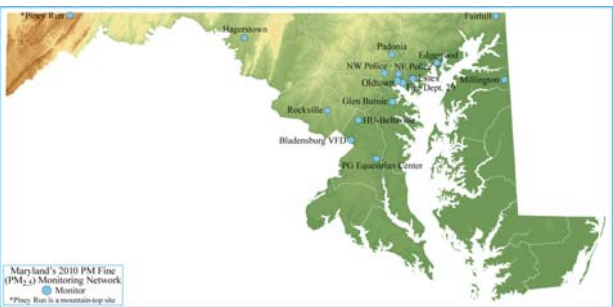 *Piney Run
Fairhill
Hagerstown
Padonia
Edgewood
NW Police
NE Police
Essex
Oldtown
Fire Dept. 20
Millington
Glen Burnie
Rockville
HU-Beltsville
Bladensburg VFD
PG Equestrian Center
Maryland's 2010 PM Fine
(PM2.5) Monitoring Network
Monitor
*Piney Run is a mountain-top site